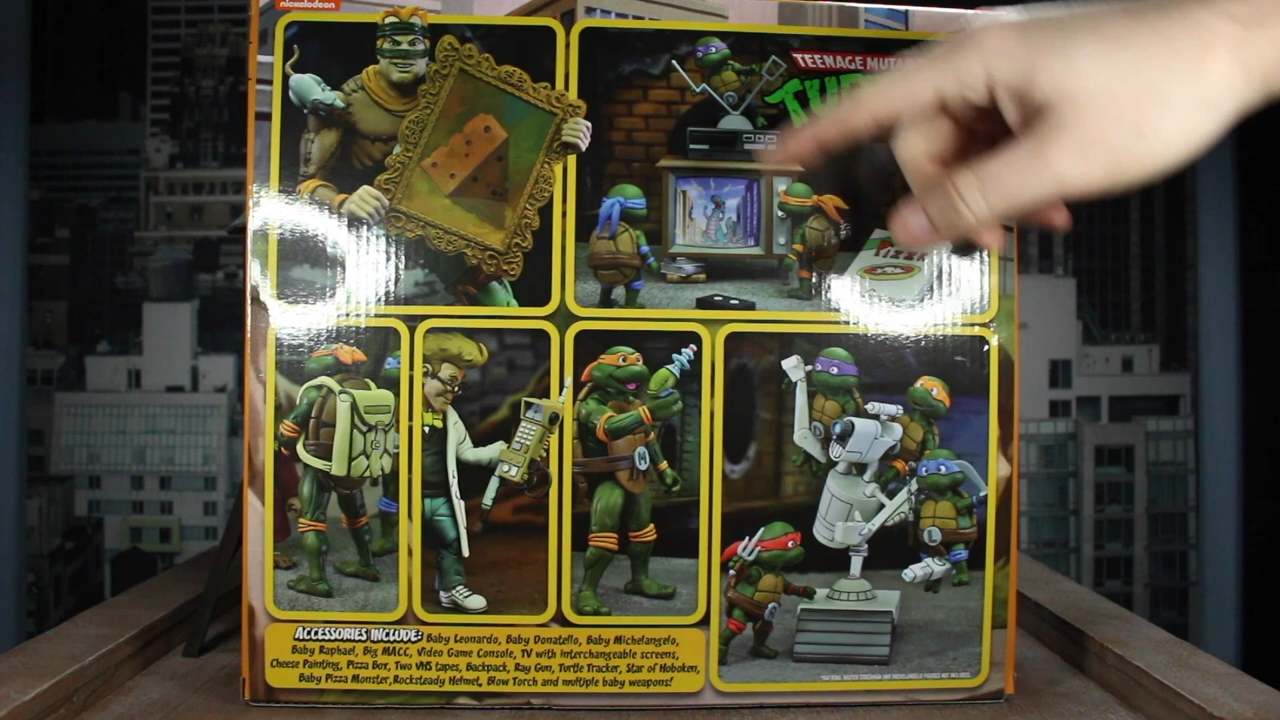 nickelodeon
TEENAGE MUTA
TU
Pizza
M
D
L
R
ACCESSORIES INCLUDE: Baby Leonardo, Baby Donatello, Baby Michelangelo,
Baby Raphael, Big MACC, Video Game Console, TV with interchangeable screens,
Cheese Painting, Pizza Box, Two VHS tapes, Backpack, Ray Gun, Turtle Tracker, Star of Hoboken,
Baby Pizza Monster, Rocksteady Helmet, Blow Torch and multiple baby weapons!